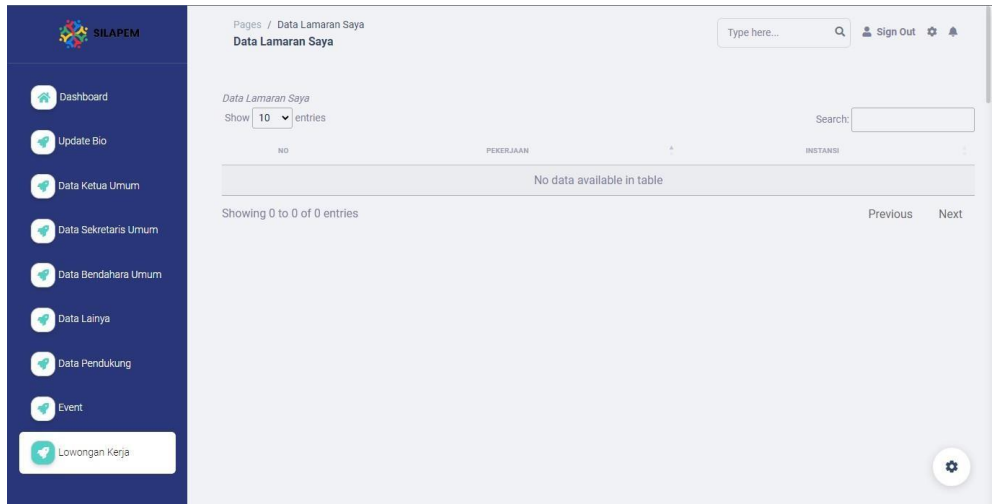 SILAPEM
Dashboard
Update Bio
Data Ketua Umum
Data Sekretaris Umum
Data Bendahara Umum
Data Lainya
Data Pendukung
Event
Lowongan Kerja
Pages / Data Lamaran Saya
Data Lamaran Saya
Type here...
Sign Out
Data Lamaran Saya
Show 10 entries
Search:
NO PEKERJAAN INSTANSI
No data available in table
Showing 0 to 0 of 0 entries
Previous Next